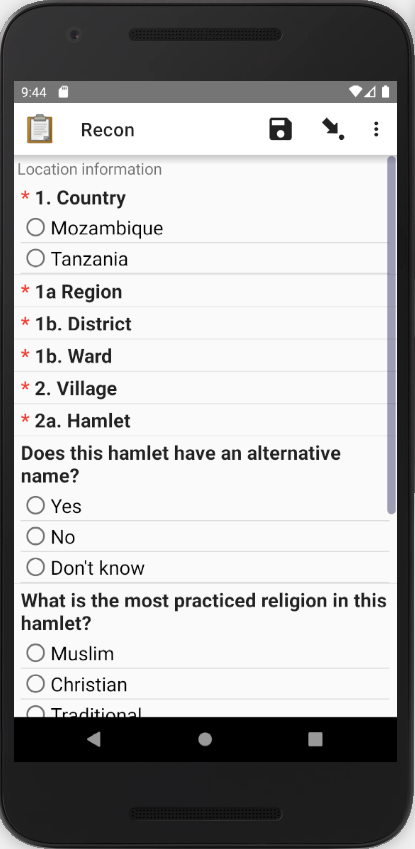 9:44
Recon
Location information
* 1. Country
Mozambique
Tanzania
* 1a Region
* 1b. District
* 1b. Ward
* 2. Village
* 2a. Hamlet
Does this hamlet have an alternative
name?
Yes
No
Don't know
What is the most practiced religion in this
hamlet?
Muslim
Christian
Traditional